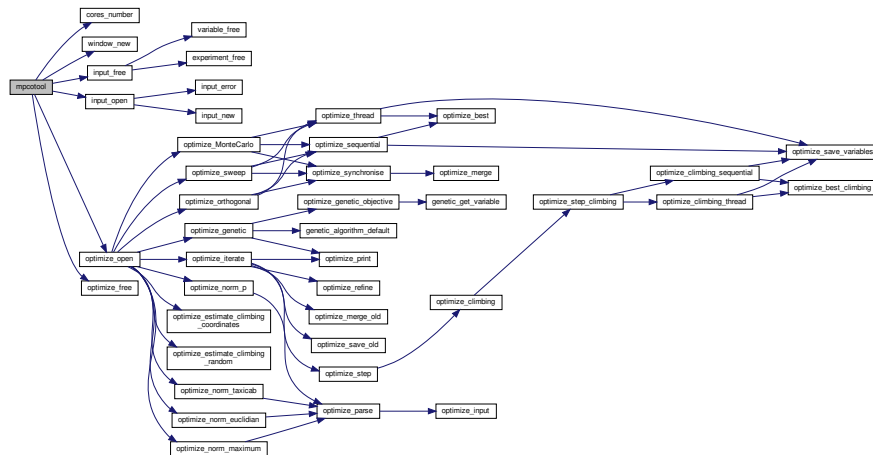 cores_number
variable_free
window_new
experiment_free
input_free
mpcotool
input_error
input_open
input_new
optimize_thread
optimize_best
optimize_MonteCarlo
optimize_sequential
optimize_save_variables
optimize_sweep
optimize_synchronise
optimize_merge
optimize_climbing_sequential
optimize_best_climbing
optimize_orthogonal
optimize_genetic_objective
genetic_get_variable
optimize_step_climbing
optimize_climbing_thread
optimize_genetic
genetic_algorithm_default
optimize_open
optimize_iterate
optimize_print
optimize_free
optimize_norm_p
optimize_refine
optimize_climbing
optimize_estimate_climbing
_coordinates
optimize_merge_old
optimize_estimate_climbing
_random
optimize_save_old
optimize_step
optimize_norm_taxicab
optimize_parse
optimize_input
optimize_norm_euclidian
optimize_norm_maximum